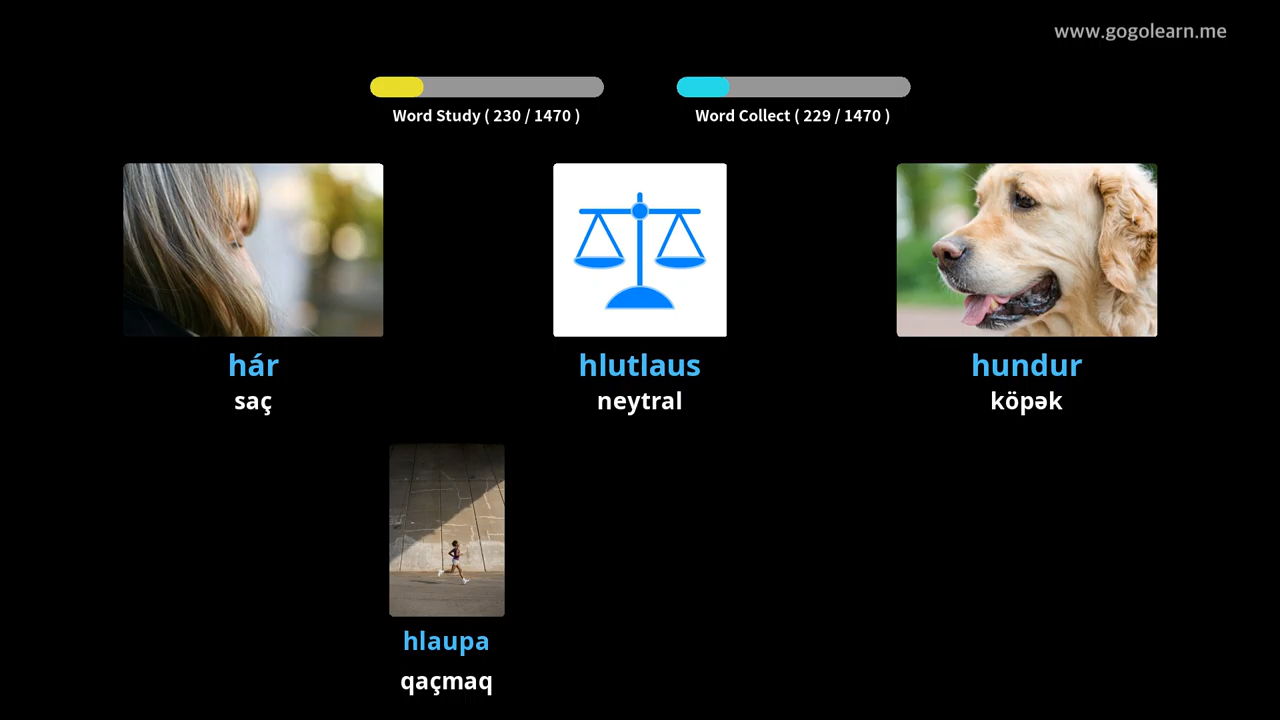 www.gogolearn.me
Word Study ( 230 / 1470 )
Word Collect ( 229 / 1470 )
hár
saç
hlutlaus
neytral
hundur
köpək
hlaupa
qaçmaq